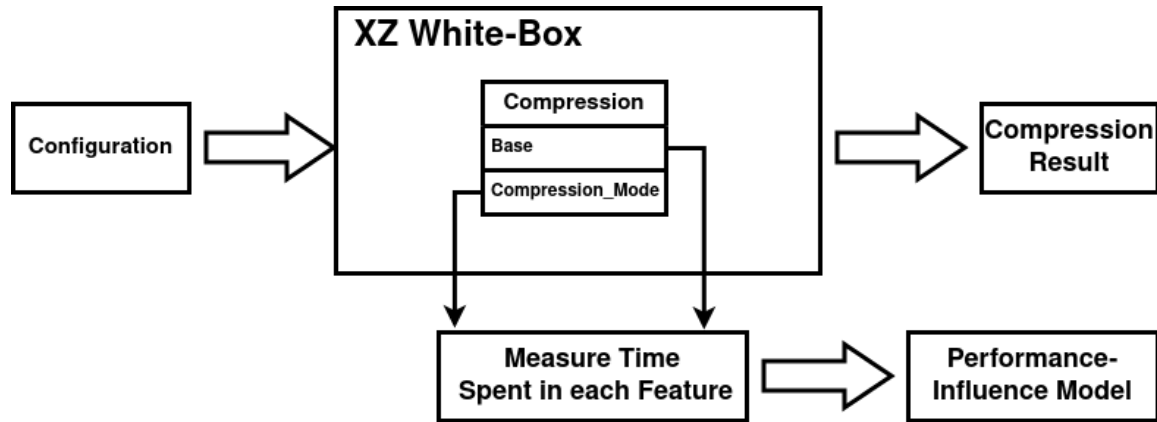 XZ White-Box
Configuration
Compression
Base
Compression_Mode
Compression
Result
Measure Time
Spent in each Feature
Performance-
Influence Model